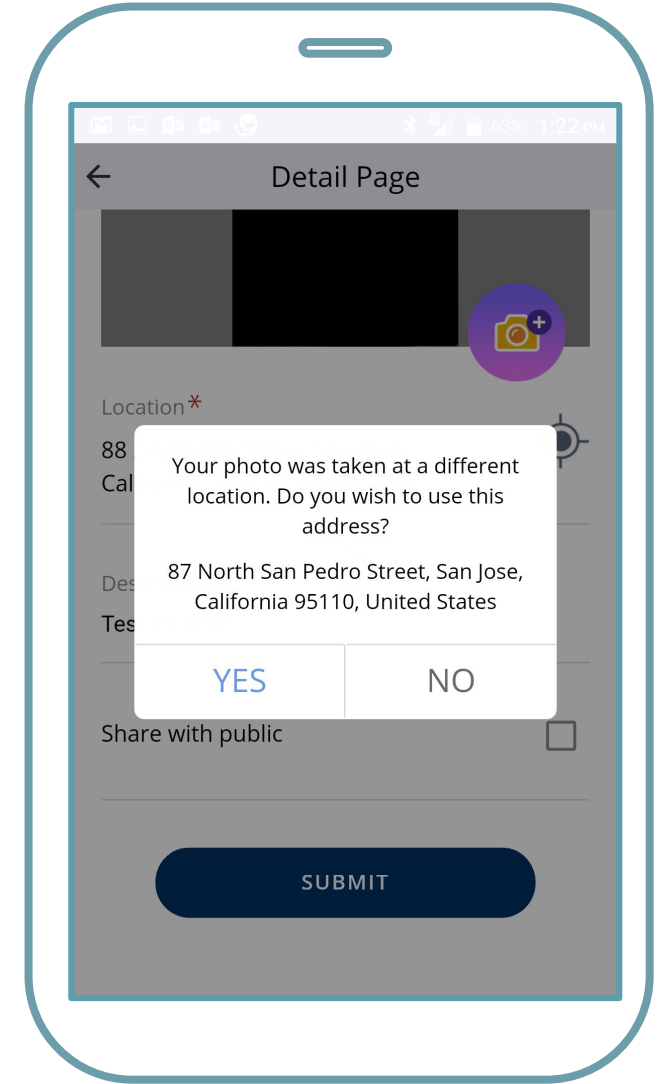 63% 1:22 PM
Detail Page
Location*
88
Cal
Your photo was taken at a different
location. Do you wish to use this
address?
87 North San Pedro Street, San Jose,
California 95110, United States
Des
Tes
YES
NO
Share with public
SUBMIT